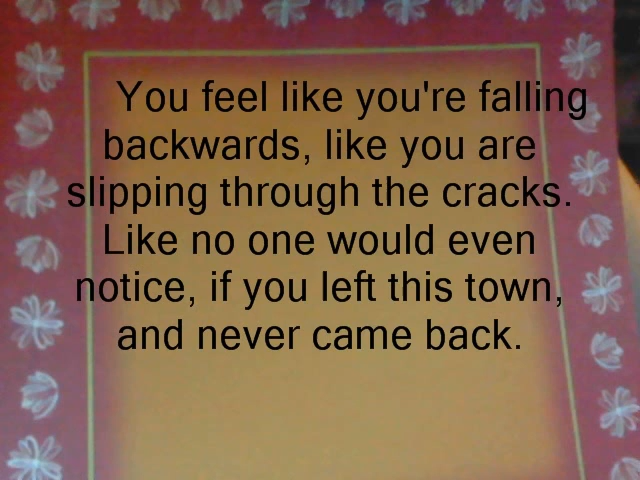 You feel like you're falling
backwards, like you are
slipping through the cracks.
Like no one would even
notice, if you left this town,
and never came back.